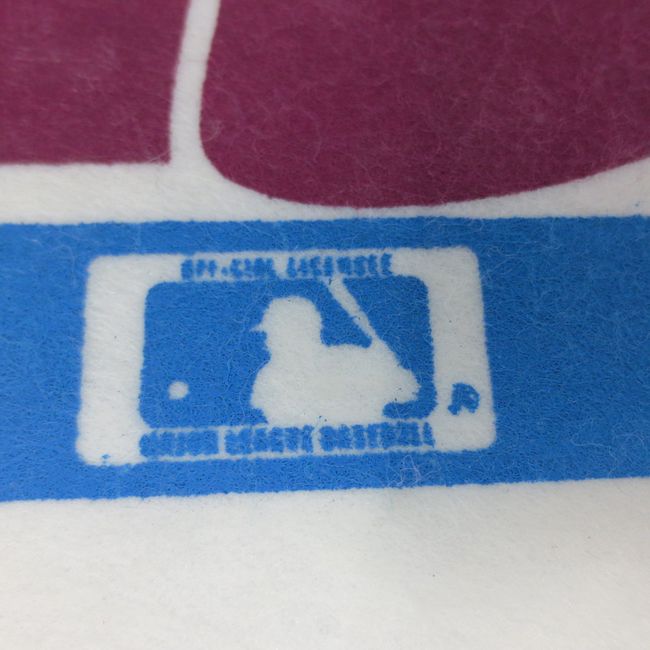 OFFICIAL LICENSEE
MAJOR LEAGUE BASEBALL
R